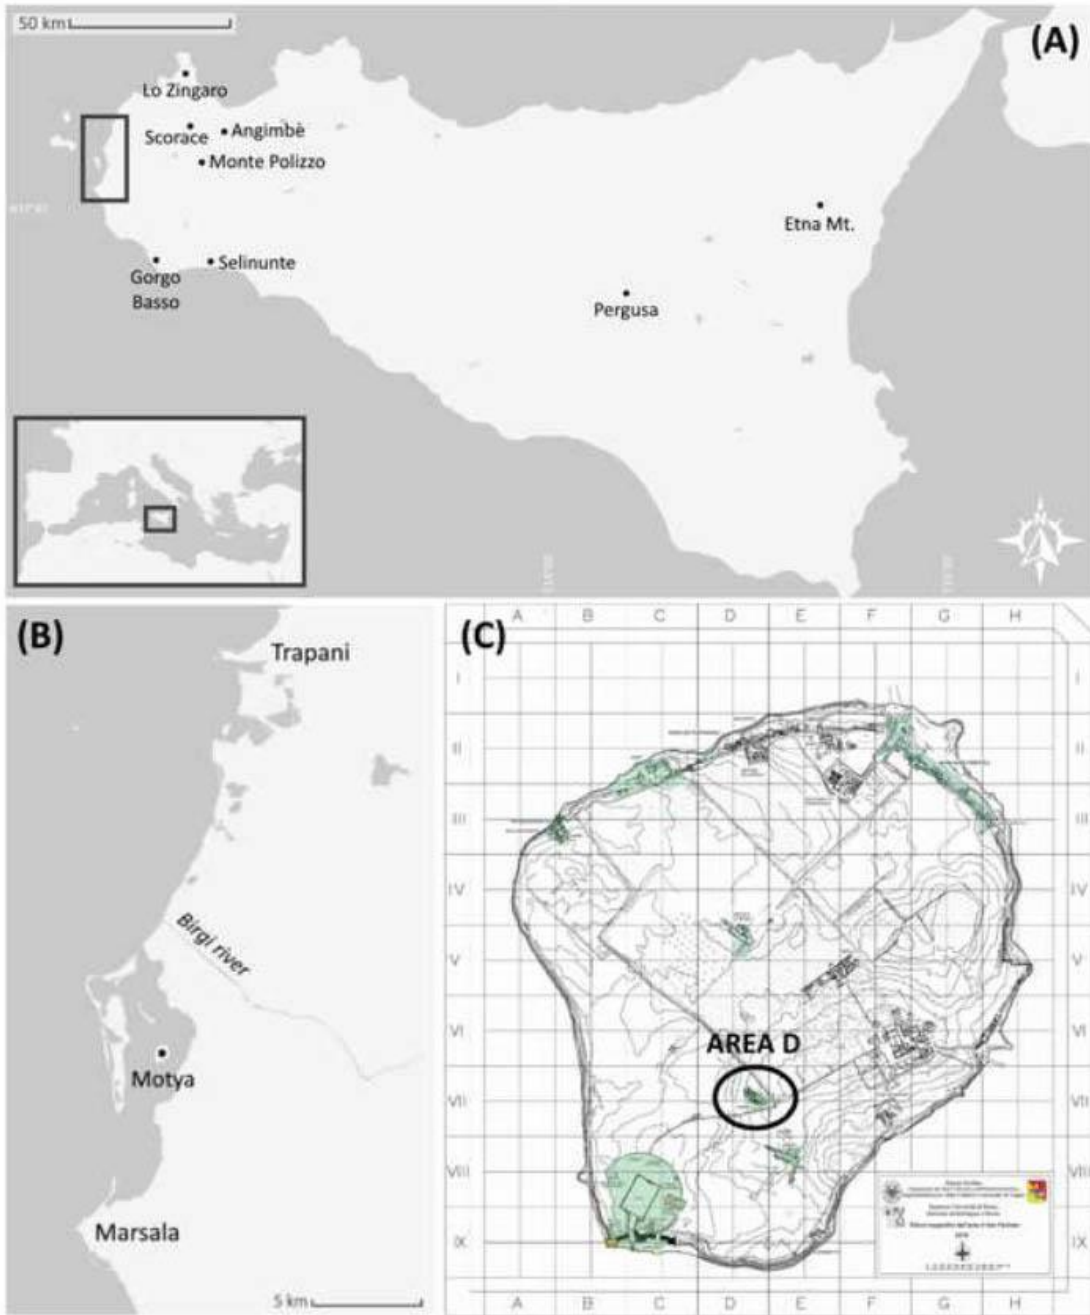 50 km
(A)
Lo Zingaro
Scorace
Angimbè
Monte Polizzo
Etna Mt.
Gorgo
Basso
Selinunte
Pergusa
N
(B)
Trapani
Birgi river
Motya
Marsala
5 km
(C)
A B C D E F G H
I I
II II
III III
IV IV
V V
VI VI
AREA D
VII VII
VIII VIII
IX IX
A B C D E F G H